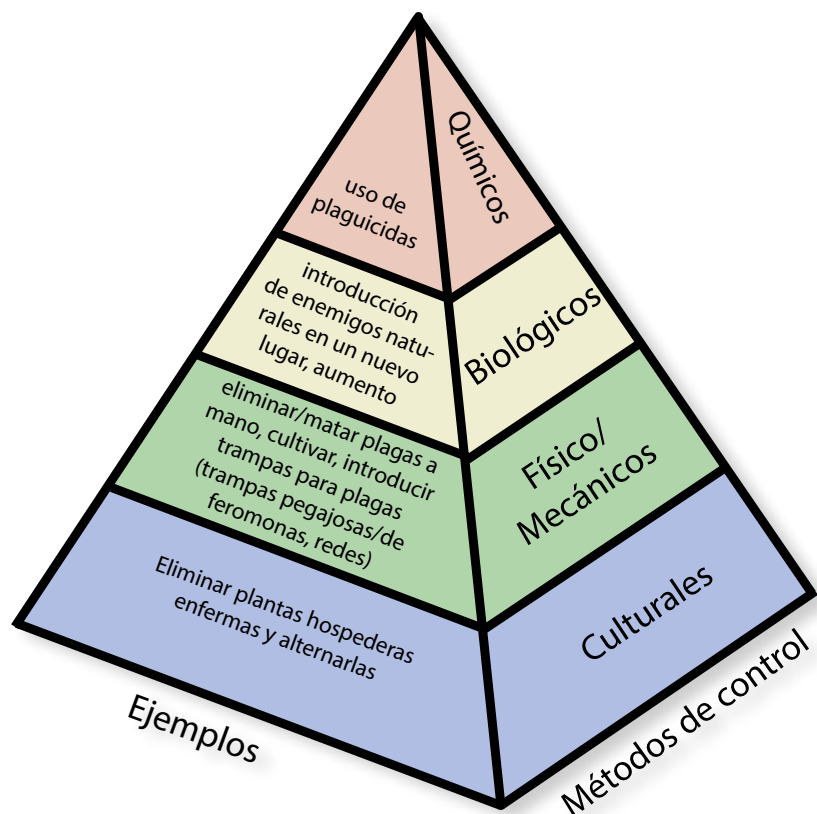 Químicos
uso de
plaguicidas
Biológicos
introducción
de enemigos natu-
rales en un nuevo
lugar, aumento
Físico/
Mecánicos
eliminar/matar plagas a
mano, cultivar, introducir
trampas para plagas
(trampas pegajosas/de
feromonas, redes)
Culturales
Eliminar plantas hospederas
enfermas y alternarlas
Ejemplos
Métodos de control